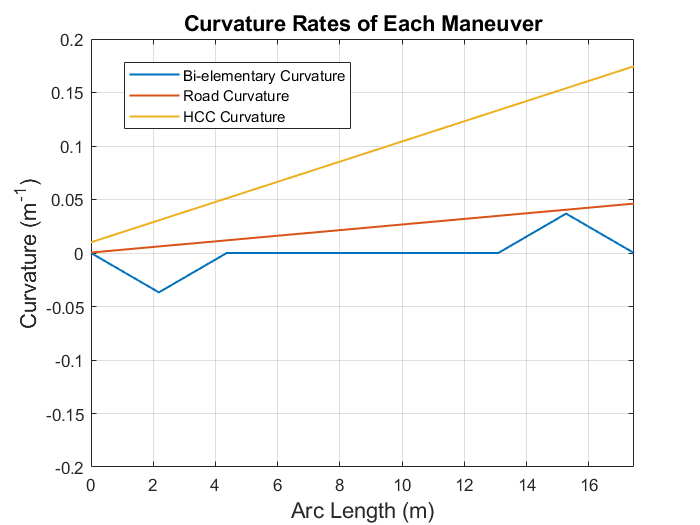 Curvature Rates of Each Maneuver
0.2
0.15
0.1
0.05
0
-0.05
-0.1
-0.15
-0.2
Curvature (m-1)
Bi-elementary Curvature
Road Curvature
HCC Curvature
0 2 4 6 8 10 12 14 16
Arc Length (m)